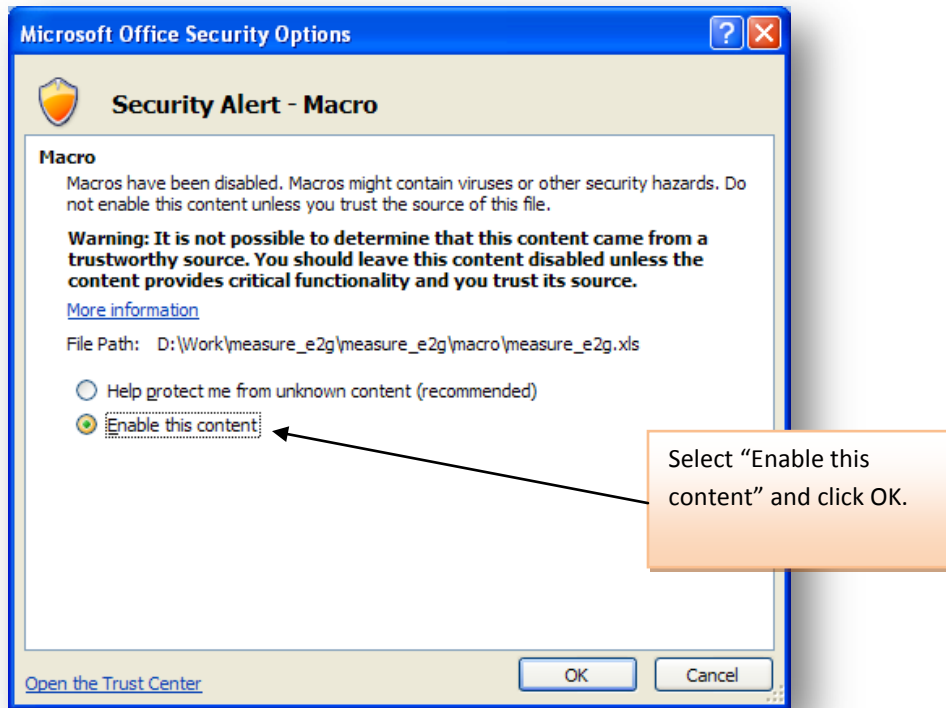 Microsoft Office Security Options
Security Alert - Macro
Macro
Macros have been disabled. Macros might contain viruses or other security hazards. Do
not enable this content unless you trust the source of this file.
Warning: It is not possible to determine that this content came from a
trustworthy source. You should leave this content disabled unless the
content provides critical functionality and you trust its source.
More information
File Path: D:\Work\measure_e2g\measure_e2g\macro\measure_e2g.xls
Help protect me from unknown content (recommended)
Enable this content
Select “Enable this
content” and click OK.
Open the Trust Center
OK
Cancel